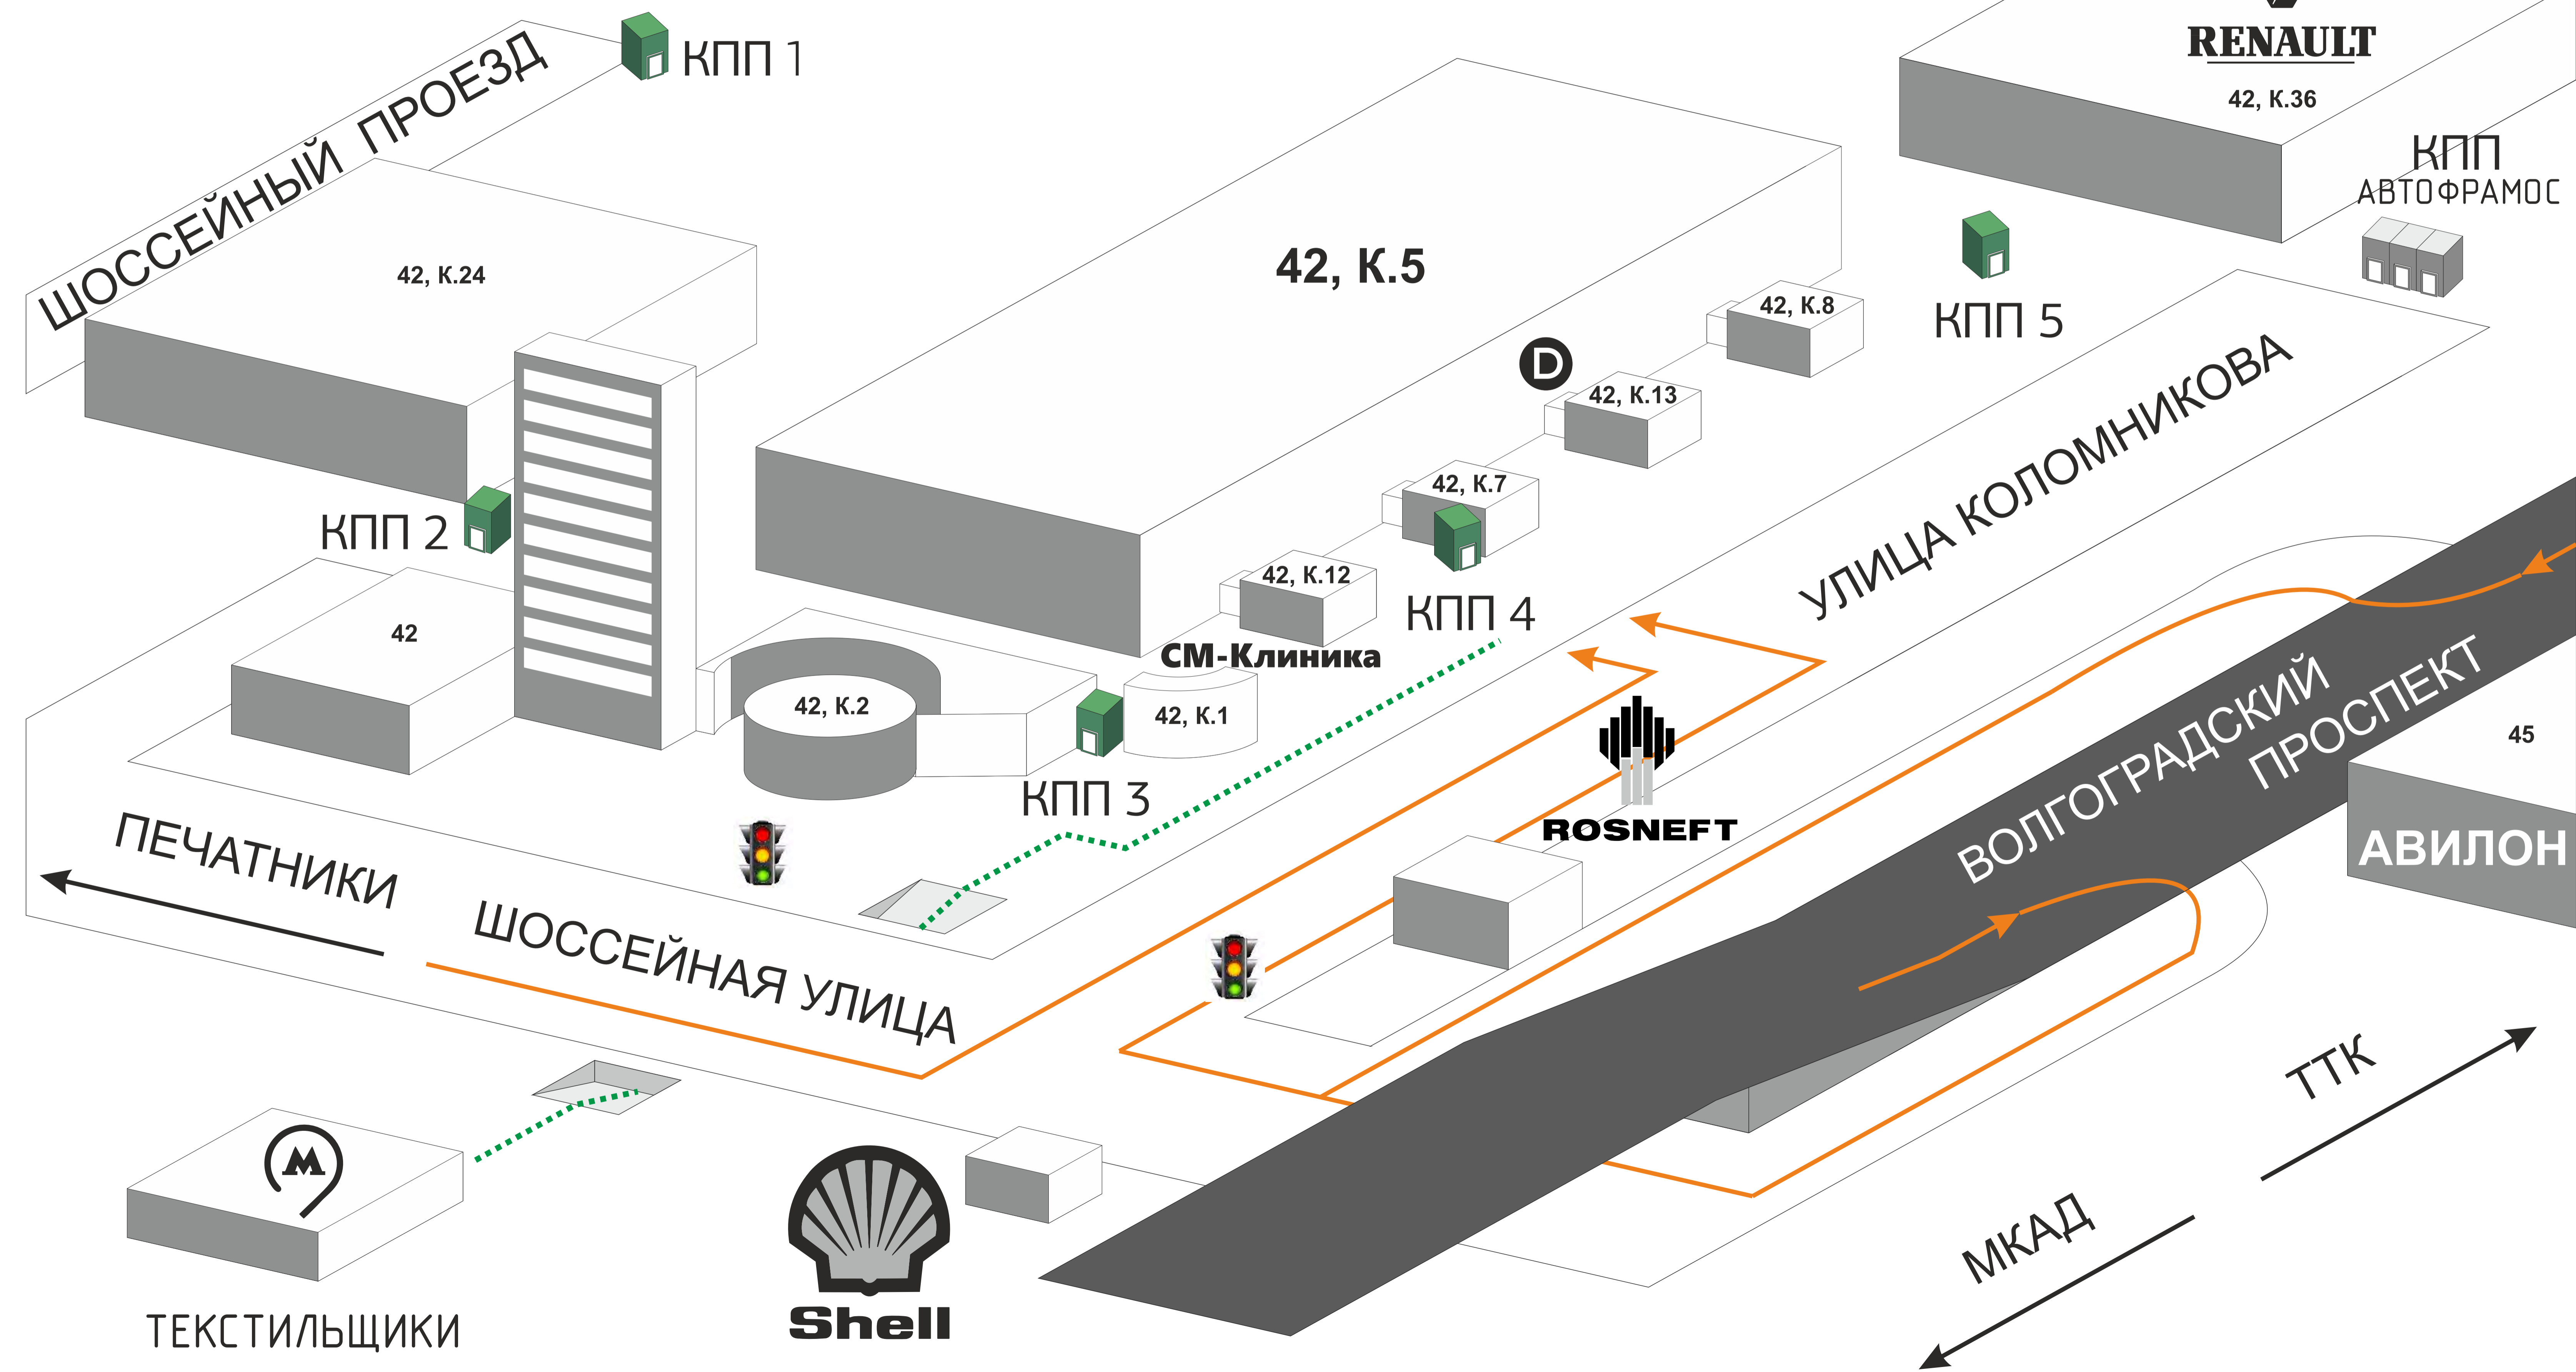 КПП 1
RENAULT
42, К.36
КПП
АВТОФРАМОС
ШОССЕЙНЫЙ ПРОЕЗД
42, К.24
42, К.5
42, К.8
КПП 5
D
42, К.13
УЛИЦА КОЛОМНИКОВА
42, К.7
КПП 2
42, К.12
КПП 4
42
СМ-Клиника
42, К.2
42, К.1
КПП 3
ROSNEFT
ВОЛГОГРАДСКИЙ
ПРОСПЕКТ
45
АВИЛОН
ПЕЧАТНИКИ
ШОССЕЙНАЯ УЛИЦА
ТТК
МКАД
М
ТЕКСТИЛЬЩИКИ
Shell